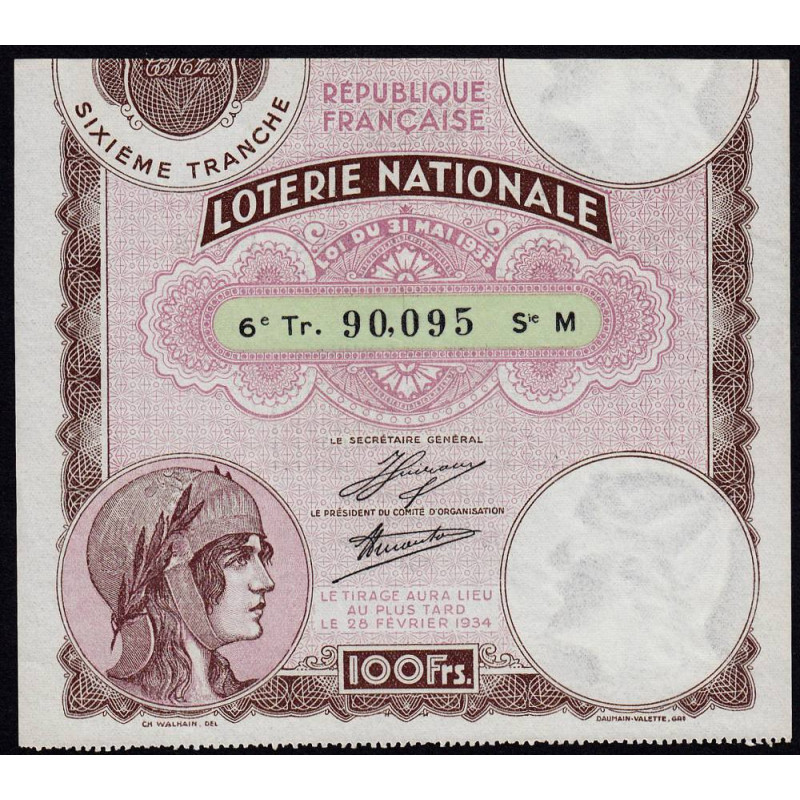 SIXIÈME TRANCHE
RÉPUBLIQUE
FRANÇAISE
LOTERIE NATIONALE
LOI DU 31 MAI 1933
6e Tr. 90,095 Sie M
LE SECRÉTAIRE GÉNÉRAL
LE PRÉSIDENT DU COMITÉ D'ORGANISATION
LE TIRAGE AURA LIEU
AU PLUS TARD
LE 28 FÉVRIER 1934
100Frs.
CH WALHAIN, DEL
DAUMAIN-VALETTE, GRS